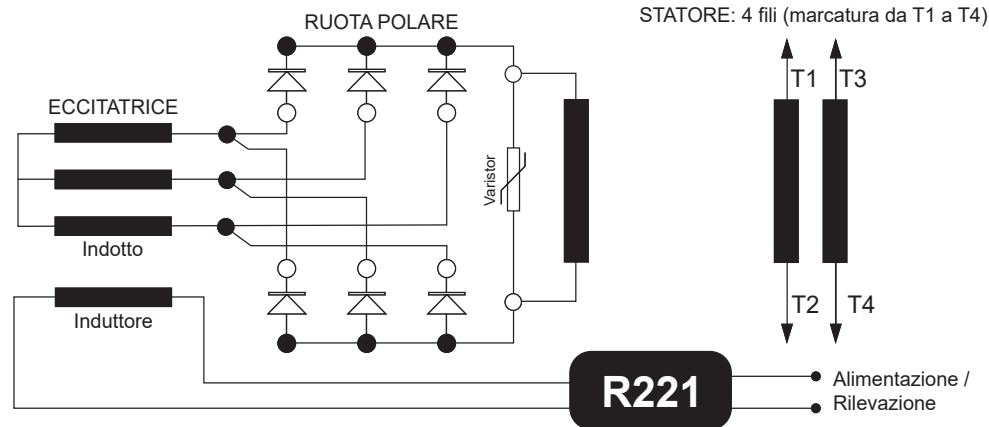 STATORE: 4 fili (marcatura da T1 a T4)
RUOTA POLARE
T1
T3
ECCITATRICE
Varistor
Indotto
T2
T4
Induttore
R221
Alimentazione /
Rilevazione